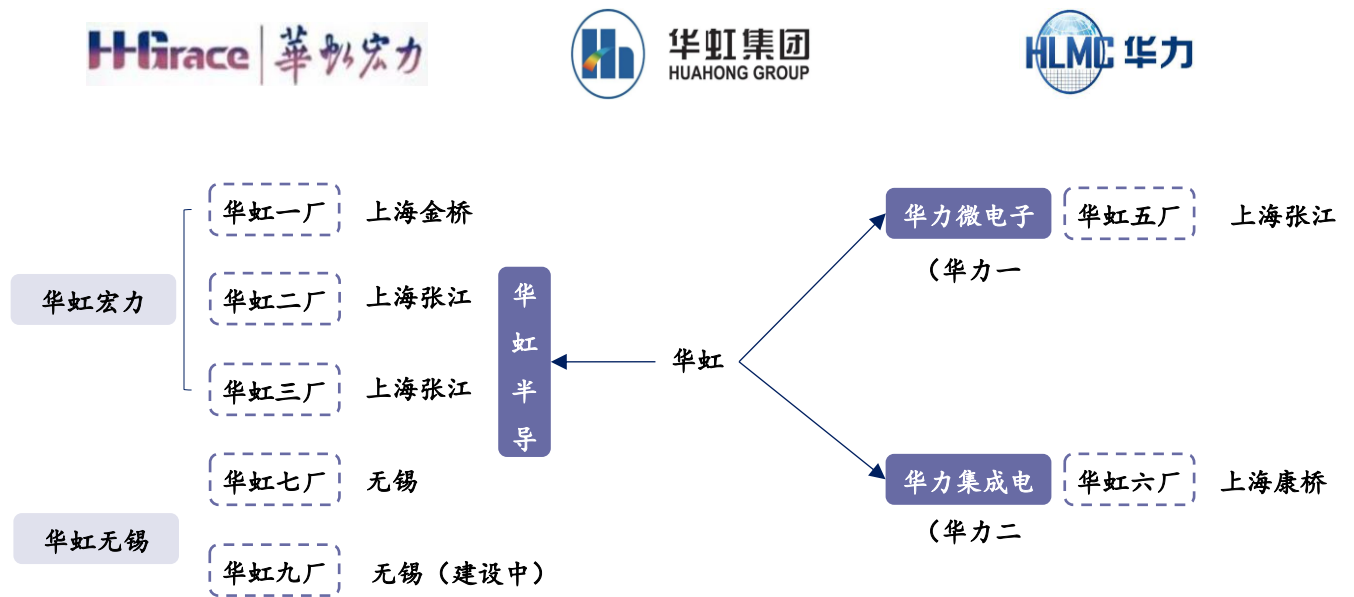 HHGrace 華虹宏力
华虹集团
HUAHONG GROUP
HLMC 华力
华虹一厂 上海金桥
华虹宏力
华虹二厂 上海张江
华虹三厂 上海张江
华虹七厂 无锡
华虹无锡
华虹九厂 无锡（建设中）
华虹半导
华虹
华力微电子 华虹五厂 上海张江
（华力一
华力集成电 华虹六厂 上海康桥
（华力二